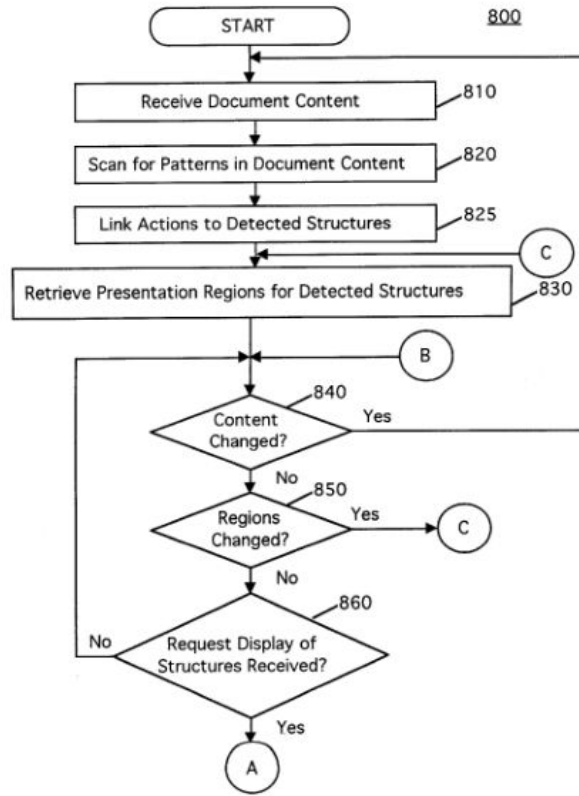 START
800
Receive Document Content
810
Scan for Patterns in Document Content
820
Link Actions to Detected Structures
825
C
Retrieve Presentation Regions for Detected Structures
830
B
840
Content
Changed?
Yes
No
850
Regions
Changed?
Yes
C
No
860
No
Request Display of
Structures Received?
Yes
A